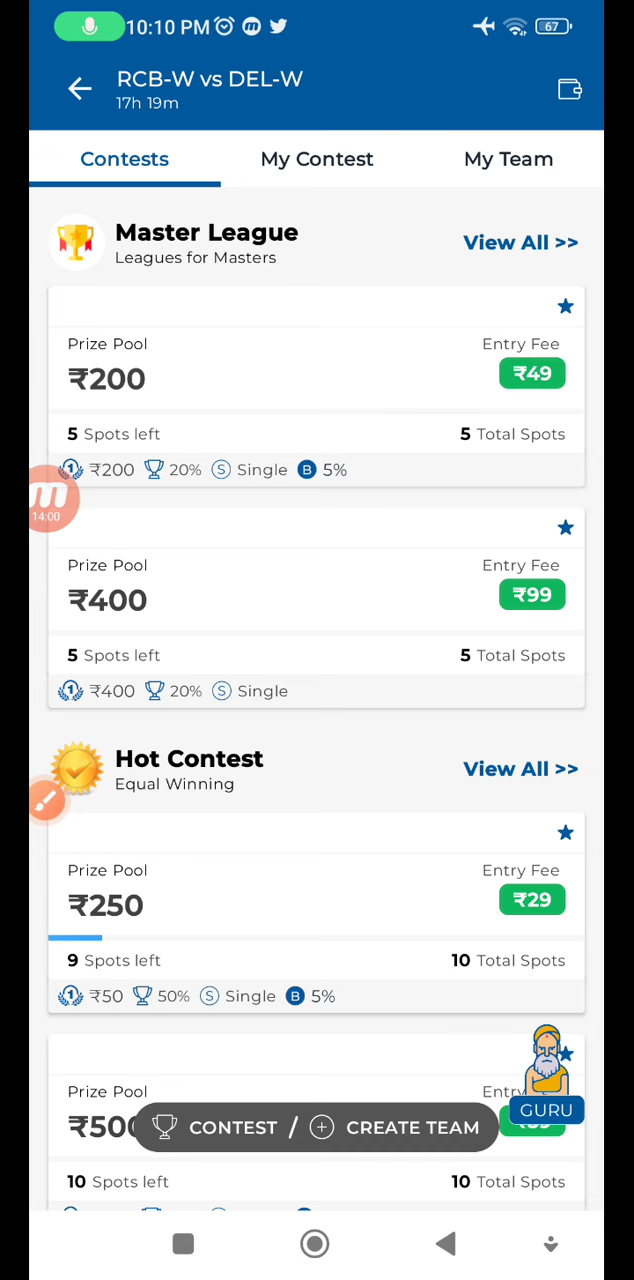 10:10 PM
67
RCB-W vs DEL-W
17h 19m
Contests My Contest My Team
Master League
Leagues for Masters
View All >>
Prize Pool Entry Fee
₹200 ₹49
5 Spots left 5 Total Spots
1 ₹200 20% S Single B 5%
14:00
Prize Pool Entry Fee
₹400 ₹99
5 Spots left 5 Total Spots
1 ₹400 20% S Single
Hot Contest
Equal Winning
View All >>
Prize Pool Entry Fee
₹250 ₹29
9 Spots left 10 Total Spots
1 ₹50 50% S Single B 5%
Prize Pool
GURU
CONTEST / CREATE TEAM
10 Spots left 10 Total Spots